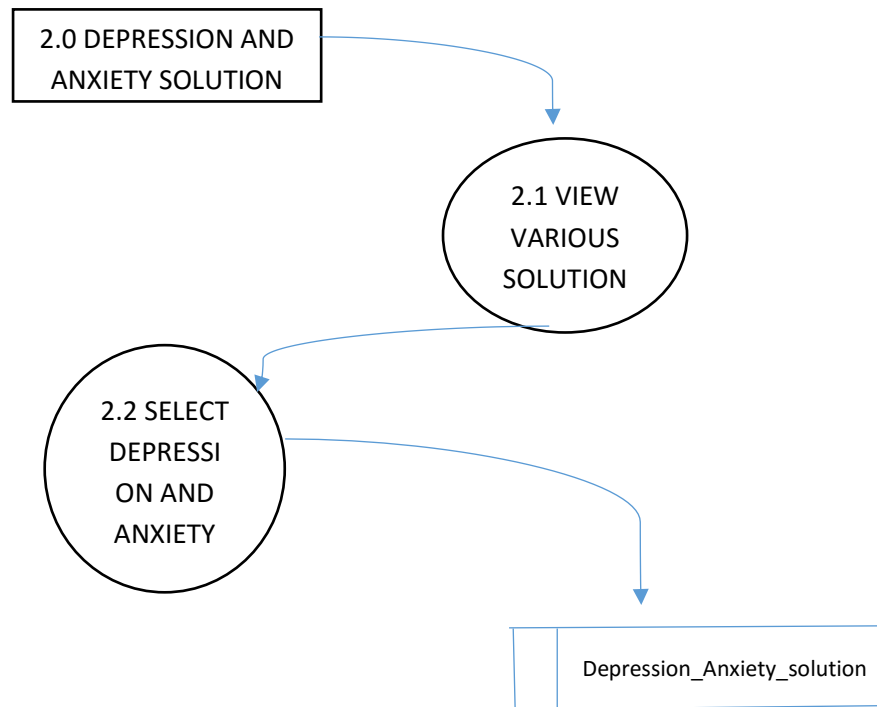 2.0 DEPRESSION AND
ANXIETY SOLUTION
2.1 VIEW
VARIOUS
SOLUTION
2.2 SELECT
DEPRESSI
ON AND
ANXIETY
Depression_Anxiety_solution